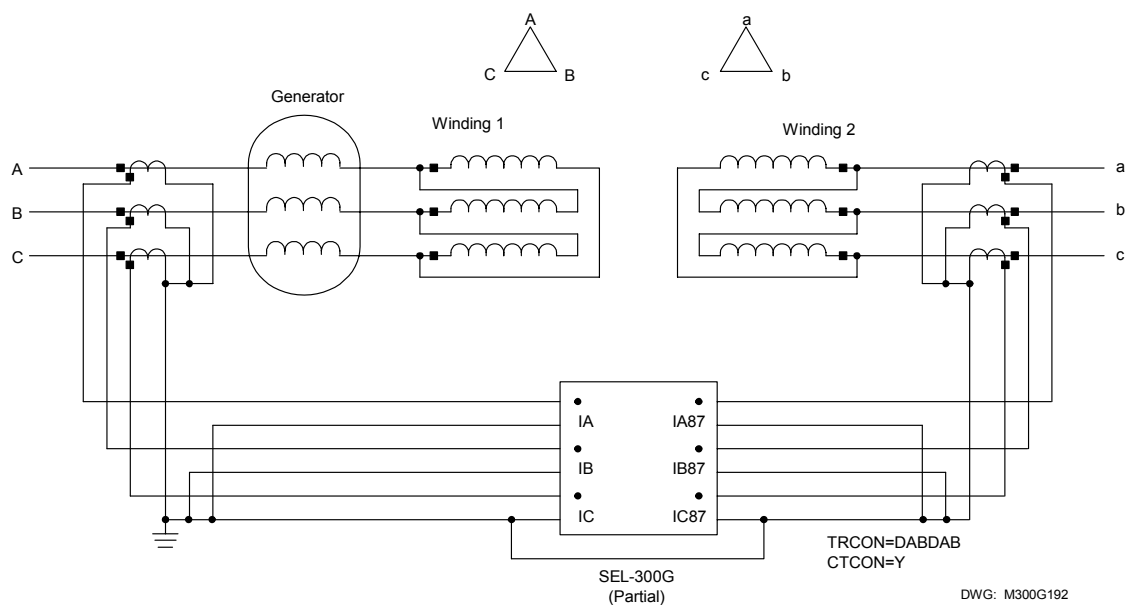 A
a
C
B
c
b
Generator
Winding 1
Winding 2
A
a
B
b
C
c
IA
IA87
IB
IB87
IC
IC87
TRCON=DABDAB
CTCON=Y
SEL-300G
(Partial)
DWG: M300G192